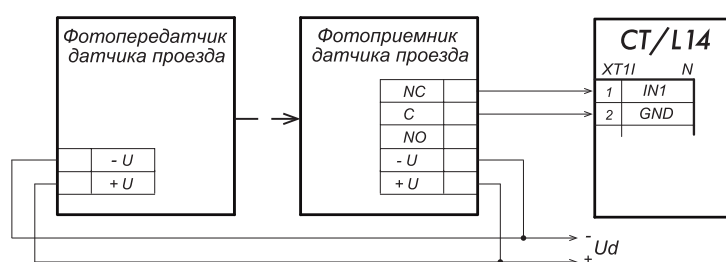 Фотопередатчик
датчика проезда
- U
+ U
Фотоприемник
датчика проезда
NC
C
NO
- U
+ U
CT/L14
XT1I N
1 IN1
2 GND
-
Ud
+